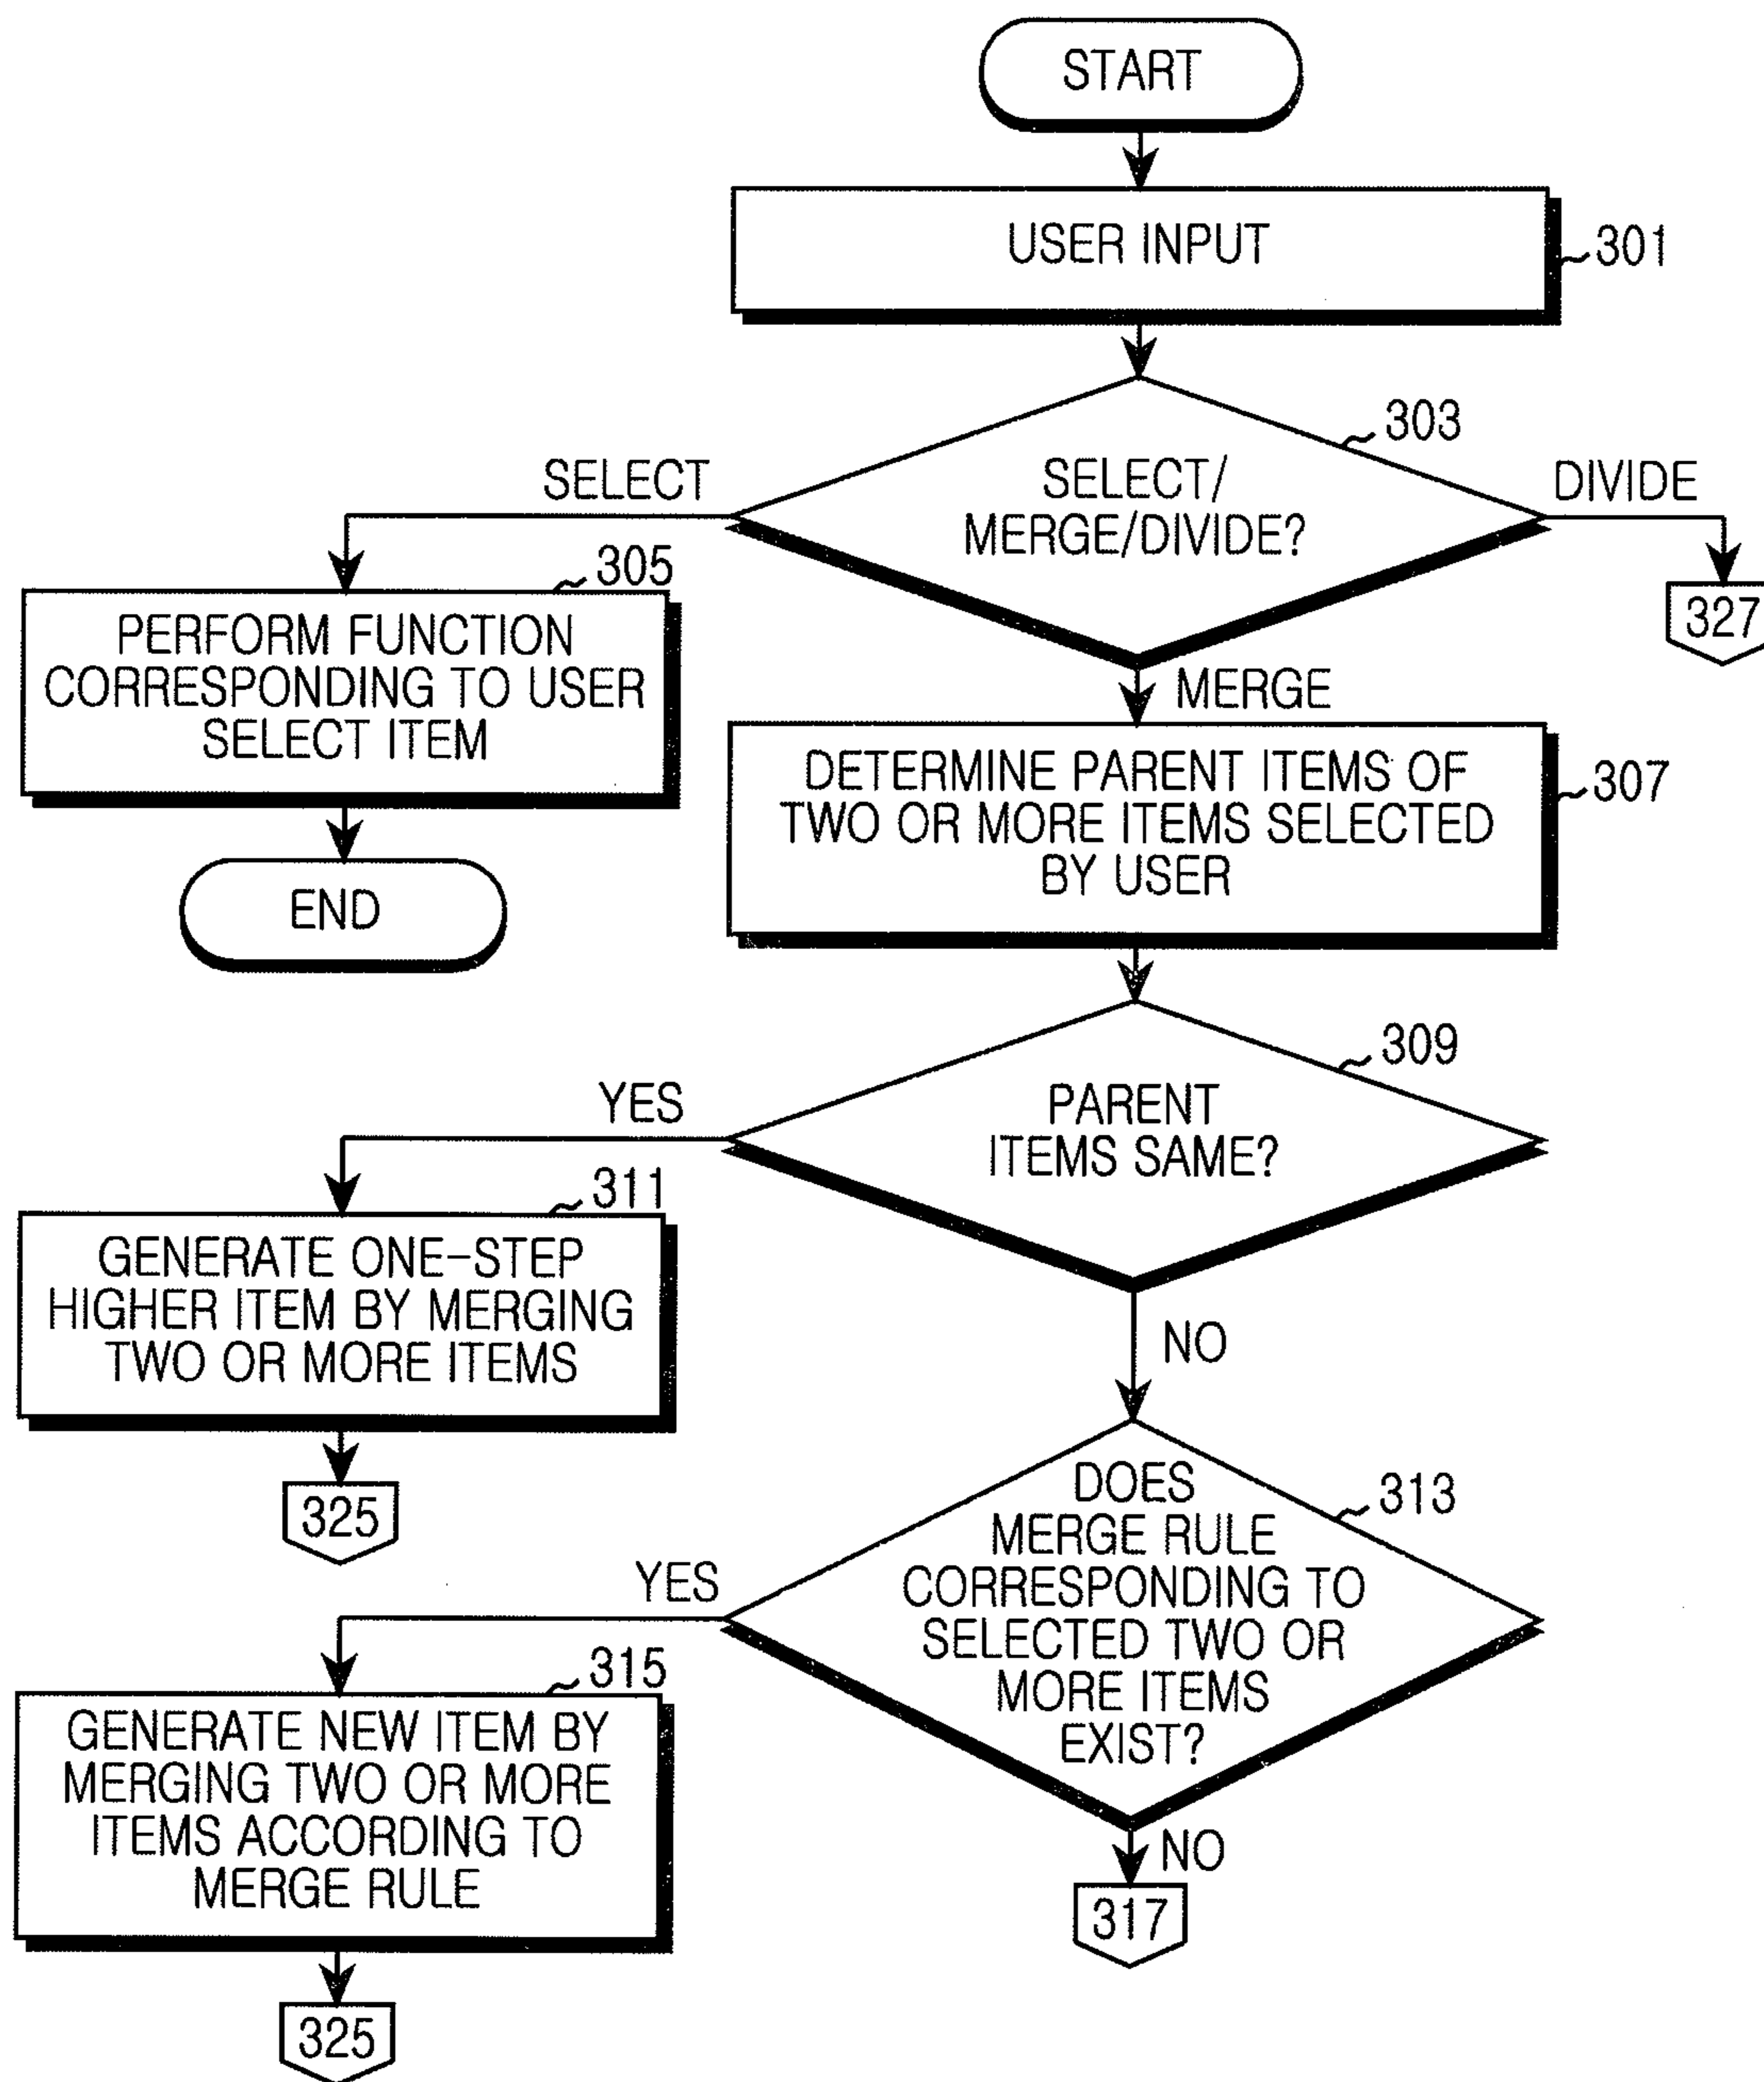 START
USER INPUT
301
303
SELECT
SELECT/
MERGE/DIVIDE?
DIVIDE
327
305
PERFORM FUNCTION
CORRESPONDING TO USER
SELECT ITEM
END
MERGE
DETERMINE PARENT ITEMS OF
TWO OR MORE ITEMS SELECTED
BY USER
307
309
PARENT
ITEMS SAME?
YES
311
GENERATE ONE-STEP
HIGHER ITEM BY MERGING
TWO OR MORE ITEMS
325
NO
DOES
MERGE RULE
CORRESPONDING TO
SELECTED TWO OR
MORE ITEMS
EXIST?
313
YES
315
GENERATE NEW ITEM BY
MERGING TWO OR MORE
ITEMS ACCORDING TO
MERGE RULE
325
NO
317